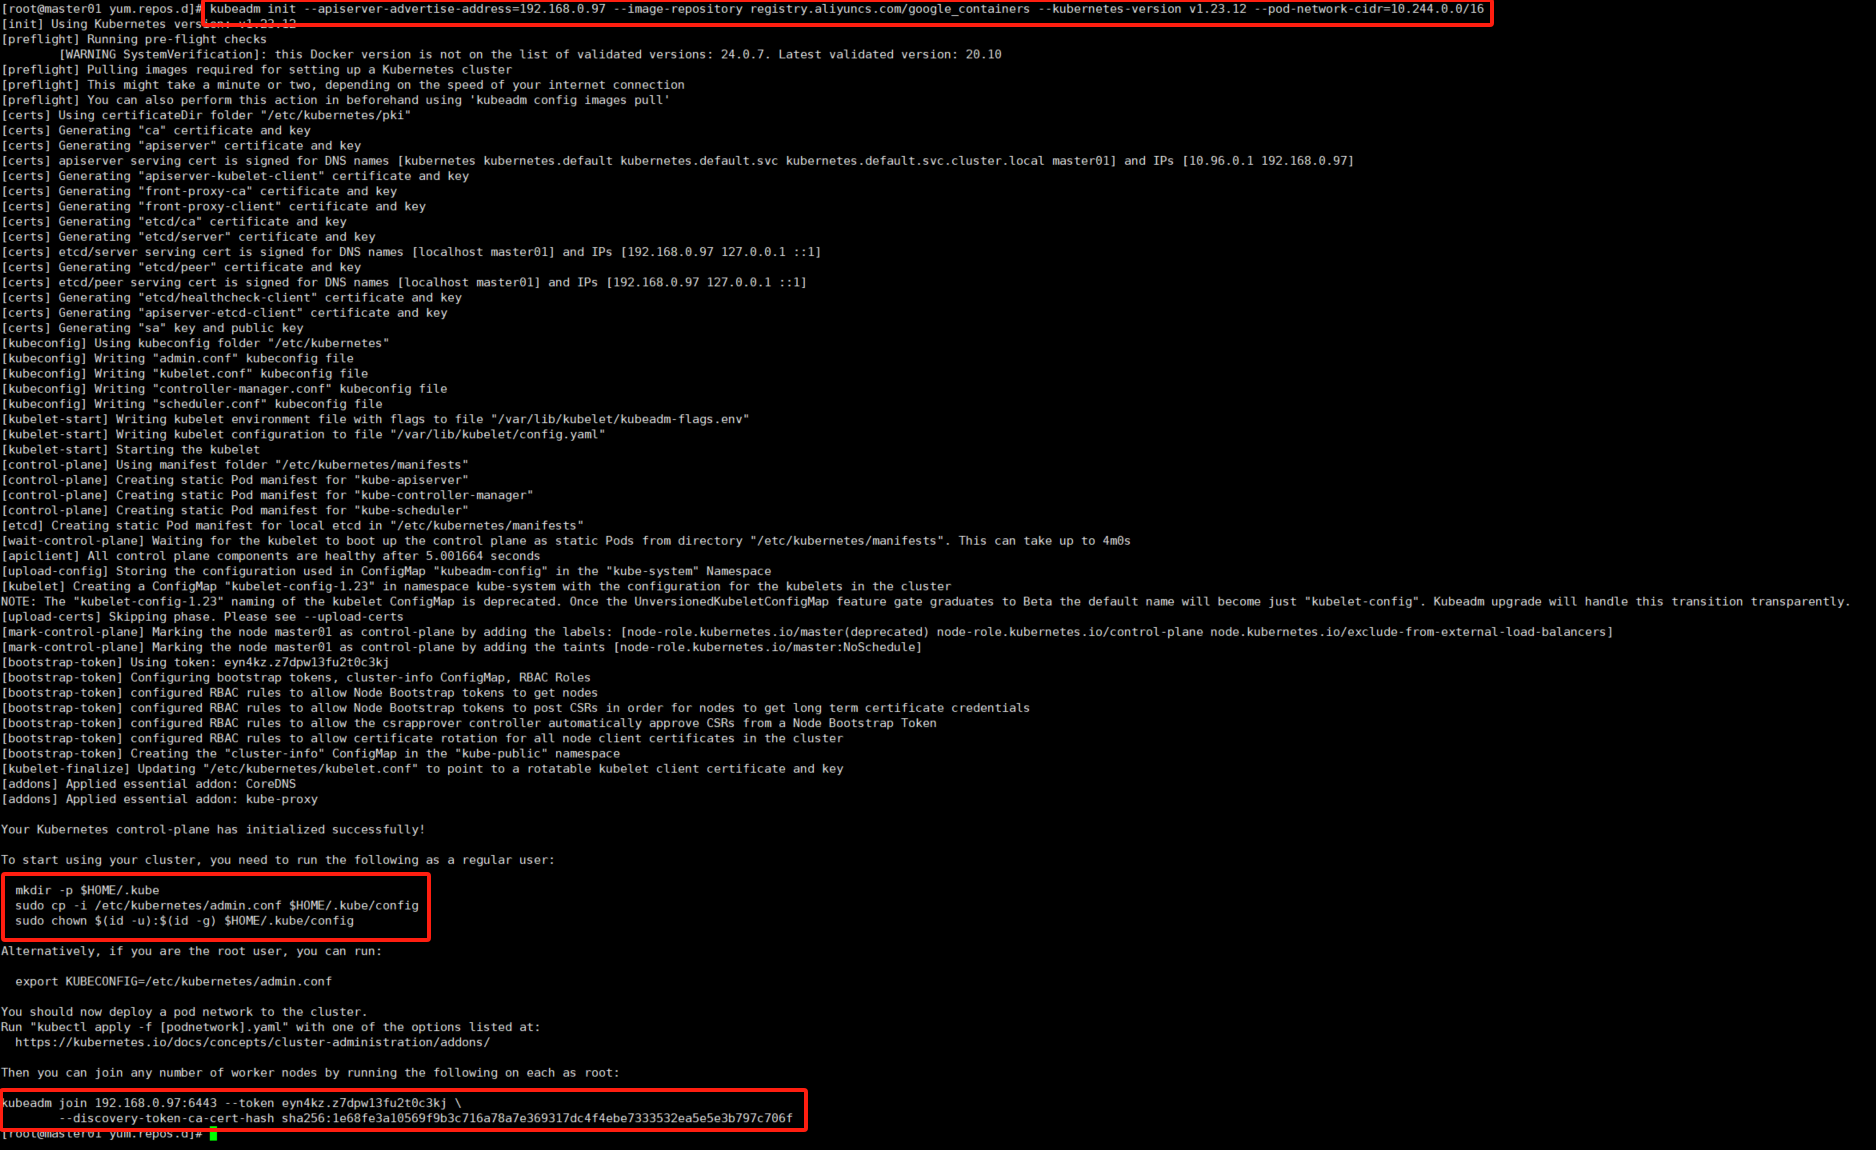 [root@master01 yum.repos.d]# kubeadm init --apiserver-advertise-address=192.168.0.97 --image-repository registry.aliyuncs.com/google_containers --kubernetes-version v1.23.12 --pod-network-cidr=10.244.0.0/16
[init] Using Kubernetes version: v1.23.12
[preflight] Running pre-flight checks
[WARNING SystemVerification]: this Docker version is not on the list of validated versions: 24.0.7. Latest validated version: 20.10
[preflight] Pulling images required for setting up a Kubernetes cluster
[preflight] This might take a minute or two, depending on the speed of your internet connection
[preflight] You can also perform this action in beforehand using 'kubeadm config images pull'
[certs] Using certificateDir folder "/etc/kubernetes/pki"
[certs] Generating "ca" certificate and key
[certs] Generating "apiserver" certificate and key
[certs] apiserver serving cert is signed for DNS names [kubernetes kubernetes.default kubernetes.default.svc kubernetes.default.svc.cluster.local master01] and IPs [10.96.0.1 192.168.0.97]
[certs] Generating "apiserver-kubelet-client" certificate and key
[certs] Generating "front-proxy-ca" certificate and key
[certs] Generating "front-proxy-client" certificate and key
[certs] Generating "etcd/ca" certificate and key
[certs] Generating "etcd/server" certificate and key
[certs] etcd/server serving cert is signed for DNS names [localhost master01] and IPs [192.168.0.97 127.0.0.1 ::1]
[certs] Generating "etcd/peer" certificate and key
[certs] etcd/peer serving cert is signed for DNS names [localhost master01] and IPs [192.168.0.97 127.0.0.1 ::1]
[certs] Generating "etcd/healthcheck-client" certificate and key
[certs] Generating "apiserver-etcd-client" certificate and key
[certs] Generating "sa" key and public key
[kubeconfig] Using kubeconfig folder "/etc/kubernetes"
[kubeconfig] Writing "admin.conf" kubeconfig file
[kubeconfig] Writing "kubelet.conf" kubeconfig file
[kubeconfig] Writing "controller-manager.conf" kubeconfig file
[kubeconfig] Writing "scheduler.conf" kubeconfig file
[kubelet-start] Writing kubelet environment file with flags to file "/var/lib/kubelet/kubeadm-flags.env"
[kubelet-start] Writing kubelet configuration to file "/var/lib/kubelet/config.yaml"
[kubelet-start] Starting the kubelet
[control-plane] Using manifest folder "/etc/kubernetes/manifests"
[control-plane] Creating static Pod manifest for "kube-apiserver"
[control-plane] Creating static Pod manifest for "kube-controller-manager"
[control-plane] Creating static Pod manifest for "kube-scheduler"
[etcd] Creating static Pod manifest for local etcd in "/etc/kubernetes/manifests"
[wait-control-plane] Waiting for the kubelet to boot up the control plane as static Pods from directory "/etc/kubernetes/manifests". This can take up to 4m0s
[apiclient] All control plane components are healthy after 5.001664 seconds
[upload-config] Storing the configuration used in ConfigMap "kubeadm-config" in the "kube-system" Namespace
[kubelet] Creating a ConfigMap "kubelet-config-1.23" in namespace kube-system with the configuration for the kubelets in the cluster
NOTE: The "kubelet-config-1.23" naming of the kubelet ConfigMap is deprecated. Once the UnversionedKubeletConfigMap feature gate graduates to Beta the default name will become just "kubelet-config". Kubeadm upgrade will handle this transition transparently.
[upload-certs] Skipping phase. Please see --upload-certs
[mark-control-plane] Marking the node master01 as control-plane by adding the labels: [node-role.kubernetes.io/master(deprecated) node-role.kubernetes.io/control-plane node.kubernetes.io/exclude-from-external-load-balancers]
[mark-control-plane] Marking the node master01 as control-plane by adding the taints [node-role.kubernetes.io/master:NoSchedule]
[bootstrap-token] Using token: eyn4kz.z7dpw13fu2t0c3kj
[bootstrap-token] Configuring bootstrap tokens, cluster-info ConfigMap, RBAC Roles
[bootstrap-token] configured RBAC rules to allow Node Bootstrap tokens to get nodes
[bootstrap-token] configured RBAC rules to allow Node Bootstrap tokens to post CSRs in order for nodes to get long term certificate credentials
[bootstrap-token] configured RBAC rules to allow the csrapprover controller automatically approve CSRs from a Node Bootstrap Token
[bootstrap-token] configured RBAC rules to allow certificate rotation for all node client certificates in the cluster
[bootstrap-token] Creating the "cluster-info" ConfigMap in the "kube-public" namespace
[kubelet-finalize] Updating "/etc/kubernetes/kubelet.conf" to point to a rotatable kubelet client certificate and key
[addons] Applied essential addon: CoreDNS
[addons] Applied essential addon: kube-proxy
Your Kubernetes control-plane has initialized successfully!
To start using your cluster, you need to run the following as a regular user:
mkdir -p $HOME/.kube
sudo cp -i /etc/kubernetes/admin.conf $HOME/.kube/config
sudo chown $(id -u):$(id -g) $HOME/.kube/config
Alternatively, if you are the root user, you can run:
export KUBECONFIG=/etc/kubernetes/admin.conf
You should now deploy a pod network to the cluster.
Run "kubectl apply -f [podnetwork].yaml" with one of the options listed at:
https://kubernetes.io/docs/concepts/cluster-administration/addons/
Then you can join any number of worker nodes by running the following on each as root:
kubeadm join 192.168.0.97:6443 --token eyn4kz.z7dpw13fu2t0c3kj \
--discovery-token-ca-cert-hash sha256:1e68fe3a10569f9b3c716a78a7e369317dc4f4ebe7333532ea5e5e3b797c706f
[root@master01 yum.repos.d]#